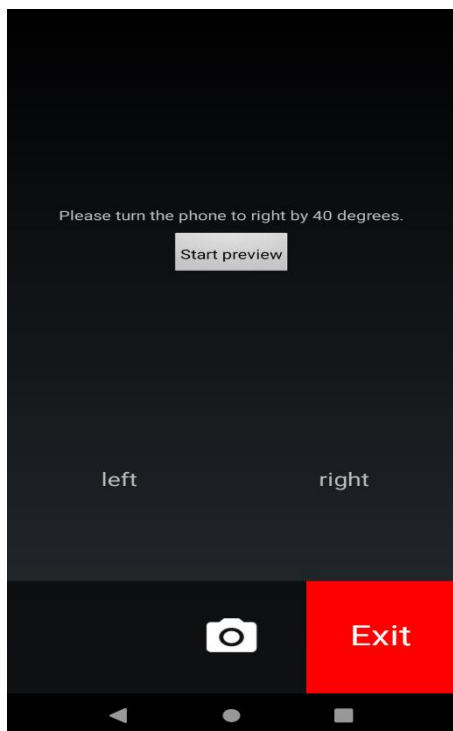 Please turn the phone to right by 40 degrees.
Start preview
left right
Exit